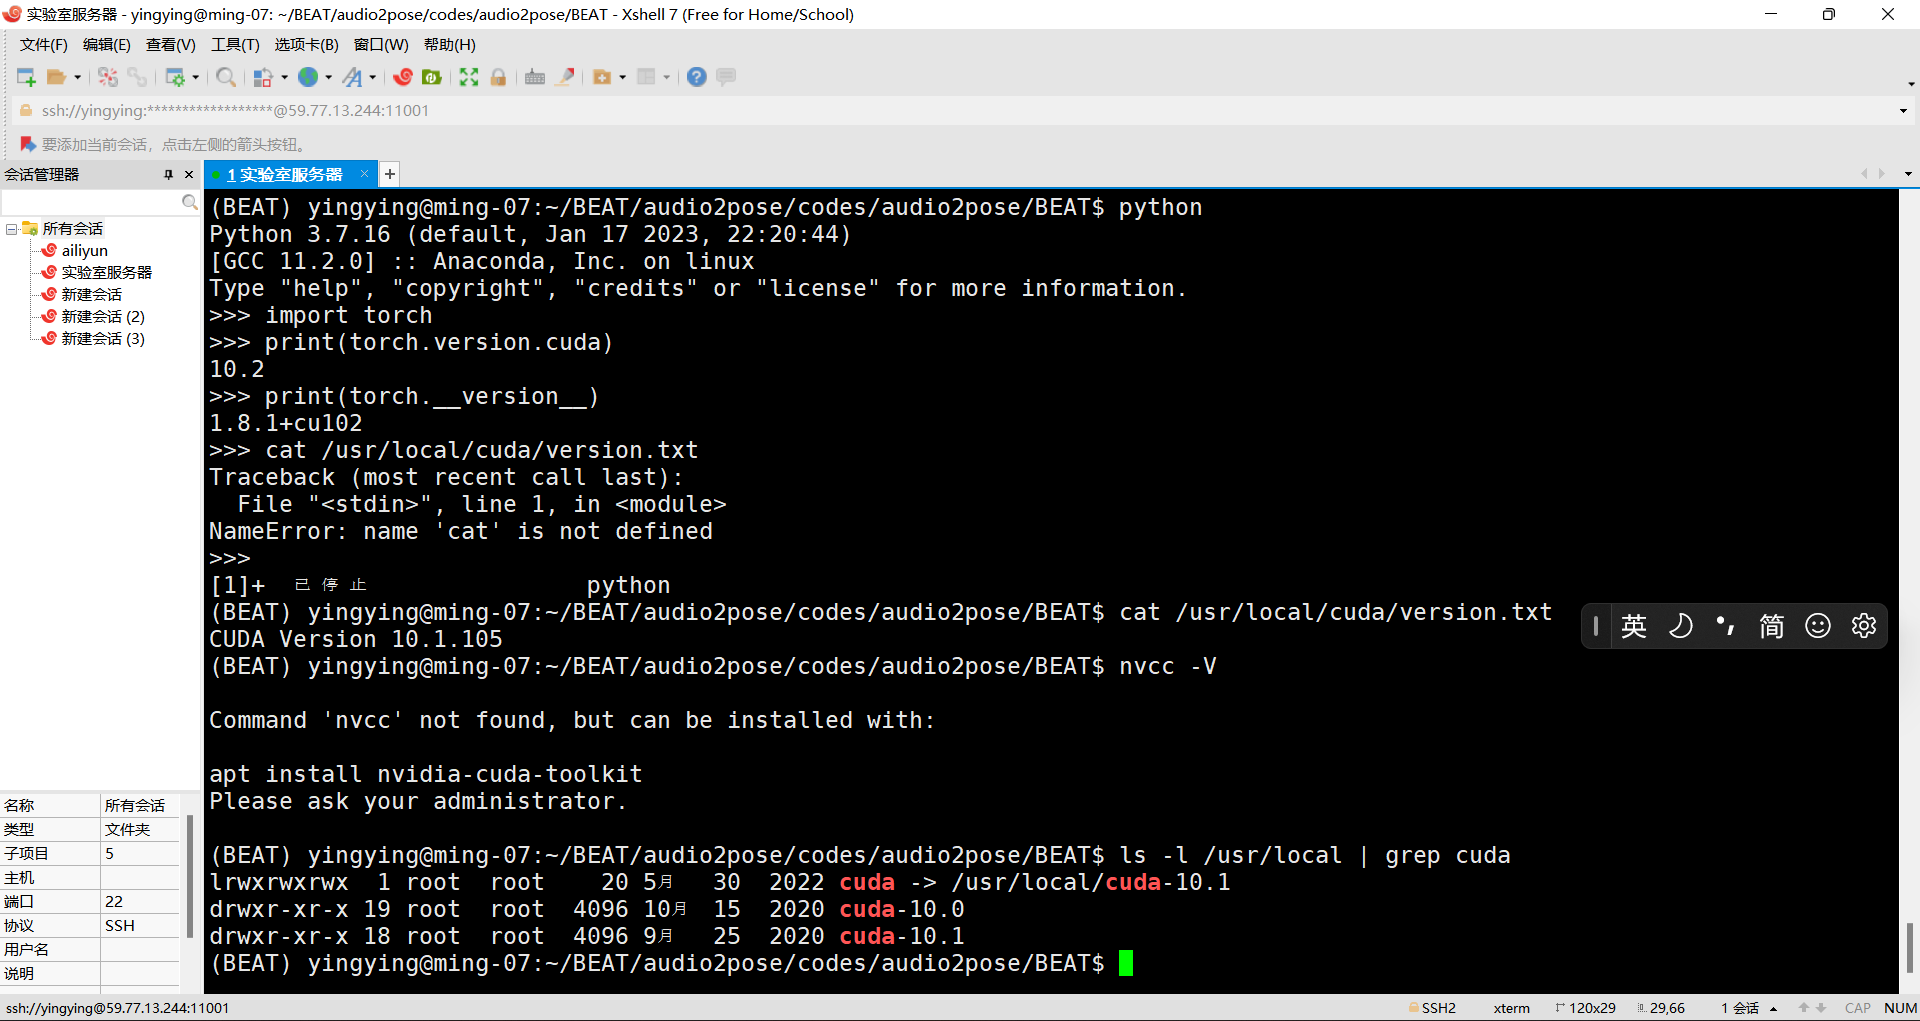 实验室服务器 - yingying@ming-07: ~/BEAT/audio2pose/codes/audio2pose/BEAT - Xshell 7 (Free for Home/School)
文件(F) 编辑(E) 查看(V) 工具(T) 选项卡(B) 窗口(W) 帮助(H)
ssh://yingying:******************@59.77.13.244:11001
要添加当前会话，点击左侧的箭头按钮。
会话管理器
1 实验室服务器
所有会话
ailiyun
实验室服务器
新建会话
新建会话 (2)
新建会话 (3)
名称 所有会话
类型 文件夹
子项目 5
主机
端口 22
协议 SSH
用户名
说明
(BEAT) yingying@ming-07:~/BEAT/audio2pose/codes/audio2pose/BEAT$ python
Python 3.7.16 (default, Jan 17 2023, 22:20:44)
[GCC 11.2.0] :: Anaconda, Inc. on linux
Type "help", "copyright", "credits" or "license" for more information.
>>> import torch
>>> print(torch.version.cuda)
10.2
>>> print(torch.__version__)
1.8.1+cu102
>>> cat /usr/local/cuda/version.txt
Traceback (most recent call last):
  File "<stdin>", line 1, in <module>
NameError: name 'cat' is not defined
>>>
[1]+  已停止                python
(BEAT) yingying@ming-07:~/BEAT/audio2pose/codes/audio2pose/BEAT$ cat /usr/local/cuda/version.txt
CUDA Version 10.1.105
(BEAT) yingying@ming-07:~/BEAT/audio2pose/codes/audio2pose/BEAT$ nvcc -V
Command 'nvcc' not found, but can be installed with:
apt install nvidia-cuda-toolkit
Please ask your administrator.
(BEAT) yingying@ming-07:~/BEAT/audio2pose/codes/audio2pose/BEAT$ ls -l /usr/local | grep cuda
lrwxrwxrwx  1 root  root    20 5月   30  2022 cuda -> /usr/local/cuda-10.1
drwxr-xr-x 19 root  root  4096 10月  15  2020 cuda-10.0
drwxr-xr-x 18 root  root  4096 9月   25  2020 cuda-10.1
(BEAT) yingying@ming-07:~/BEAT/audio2pose/codes/audio2pose/BEAT$
英 简
ssh://yingying@59.77.13.244:11001 SSH2 xterm 120x29 29,66 1 会话 CAP NUM